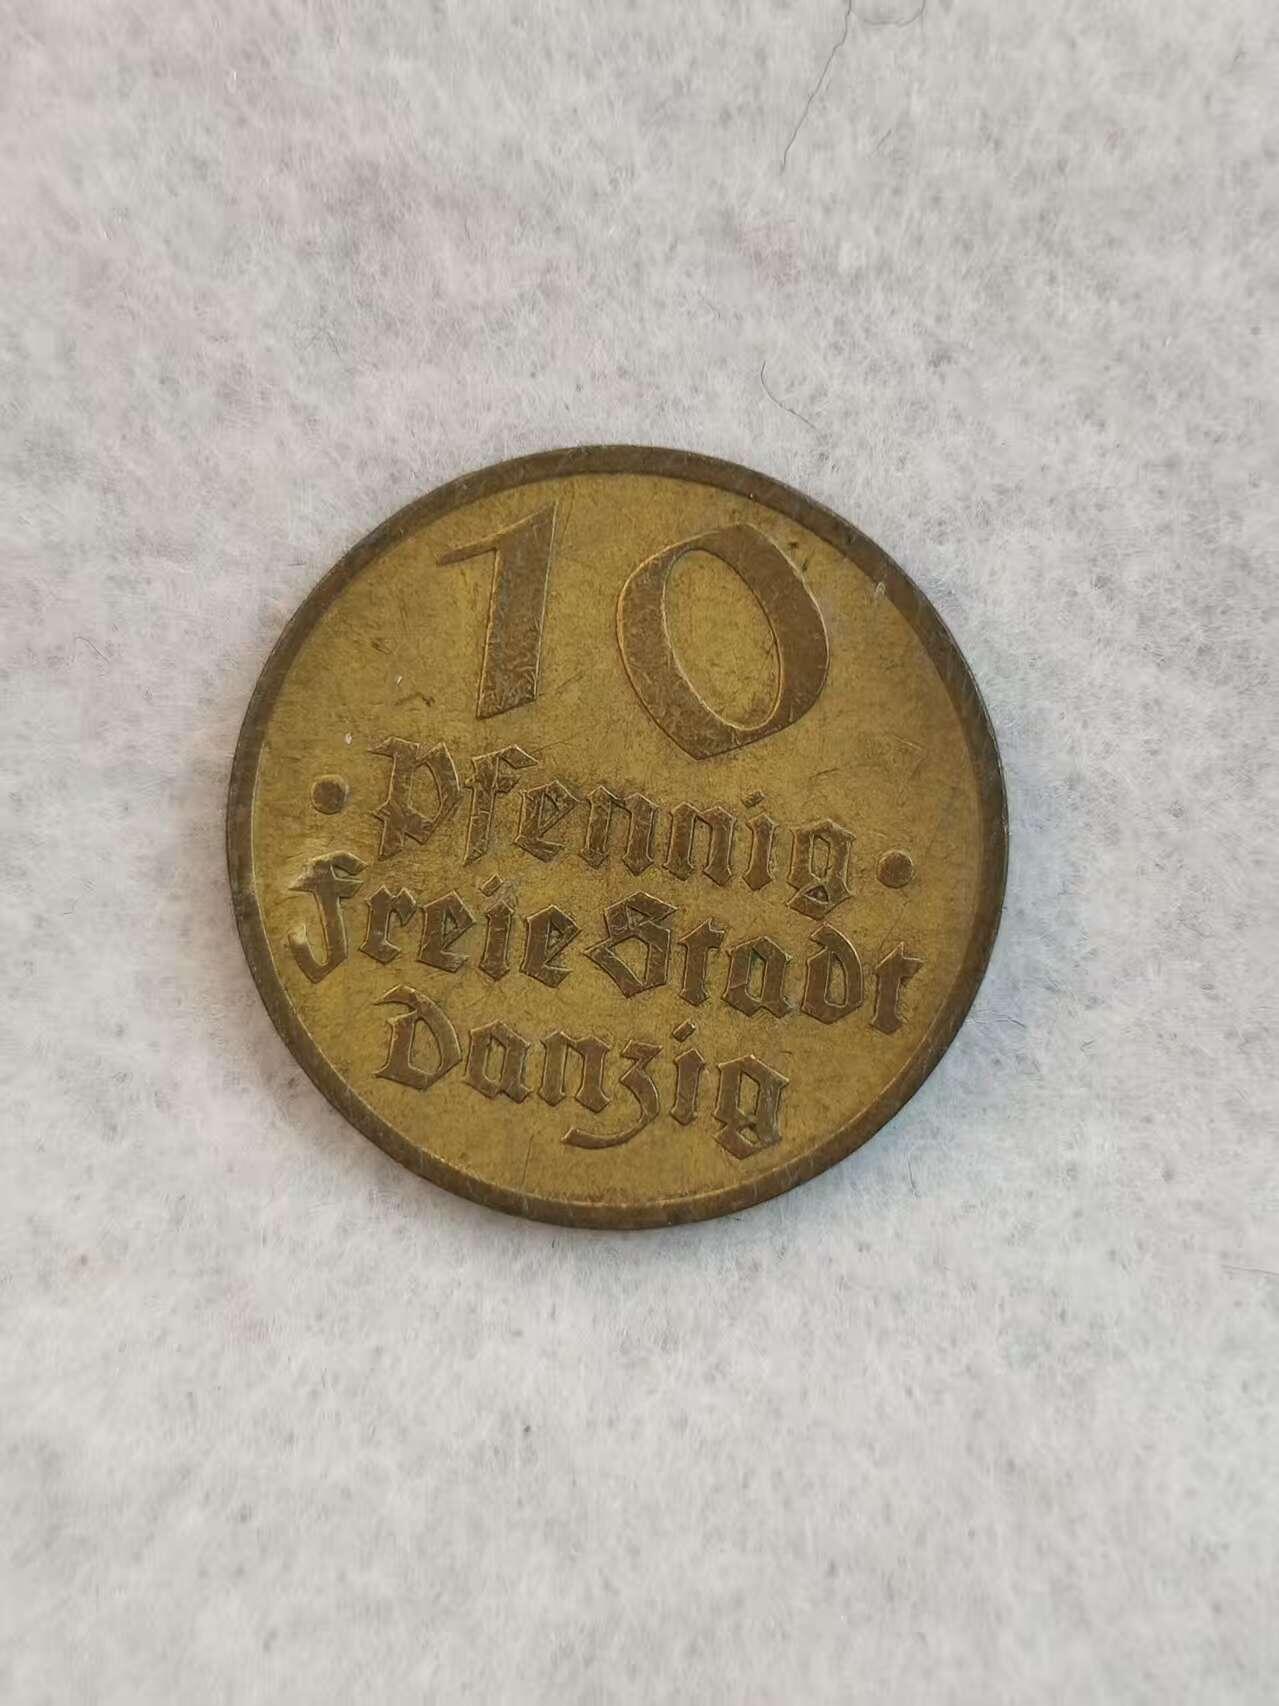 10
· Pfennig ·
Freie Stadt
Danzig